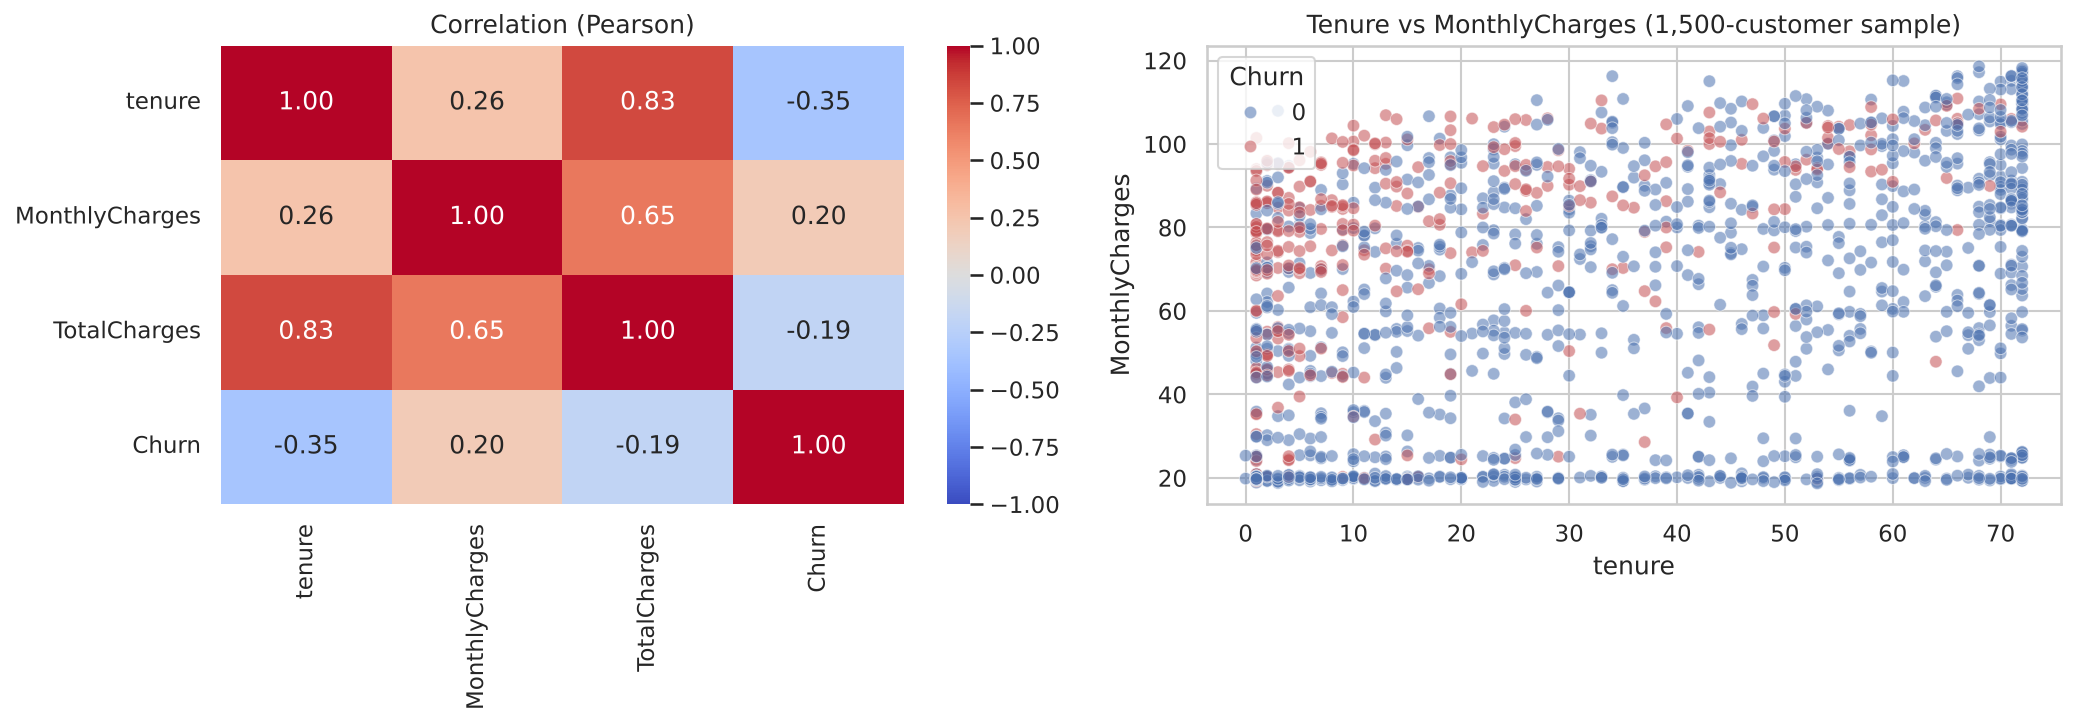 Correlation (Pearson)
tenure
MonthlyCharges
TotalCharges
Churn
1.00 0.26 0.83 -0.35
0.26 1.00 0.65 0.20
0.83 0.65 1.00 -0.19
-0.35 0.20 -0.19 1.00
tenure
MonthlyCharges
TotalCharges
Churn
1.00
0.75
0.50
0.25
0.00
−0.25
−0.50
−0.75
−1.00
Tenure vs MonthlyCharges (1,500-customer sample)
Churn
0
1
MonthlyCharges
120
100
80
60
40
20
0 10 20 30 40 50 60 70
tenure